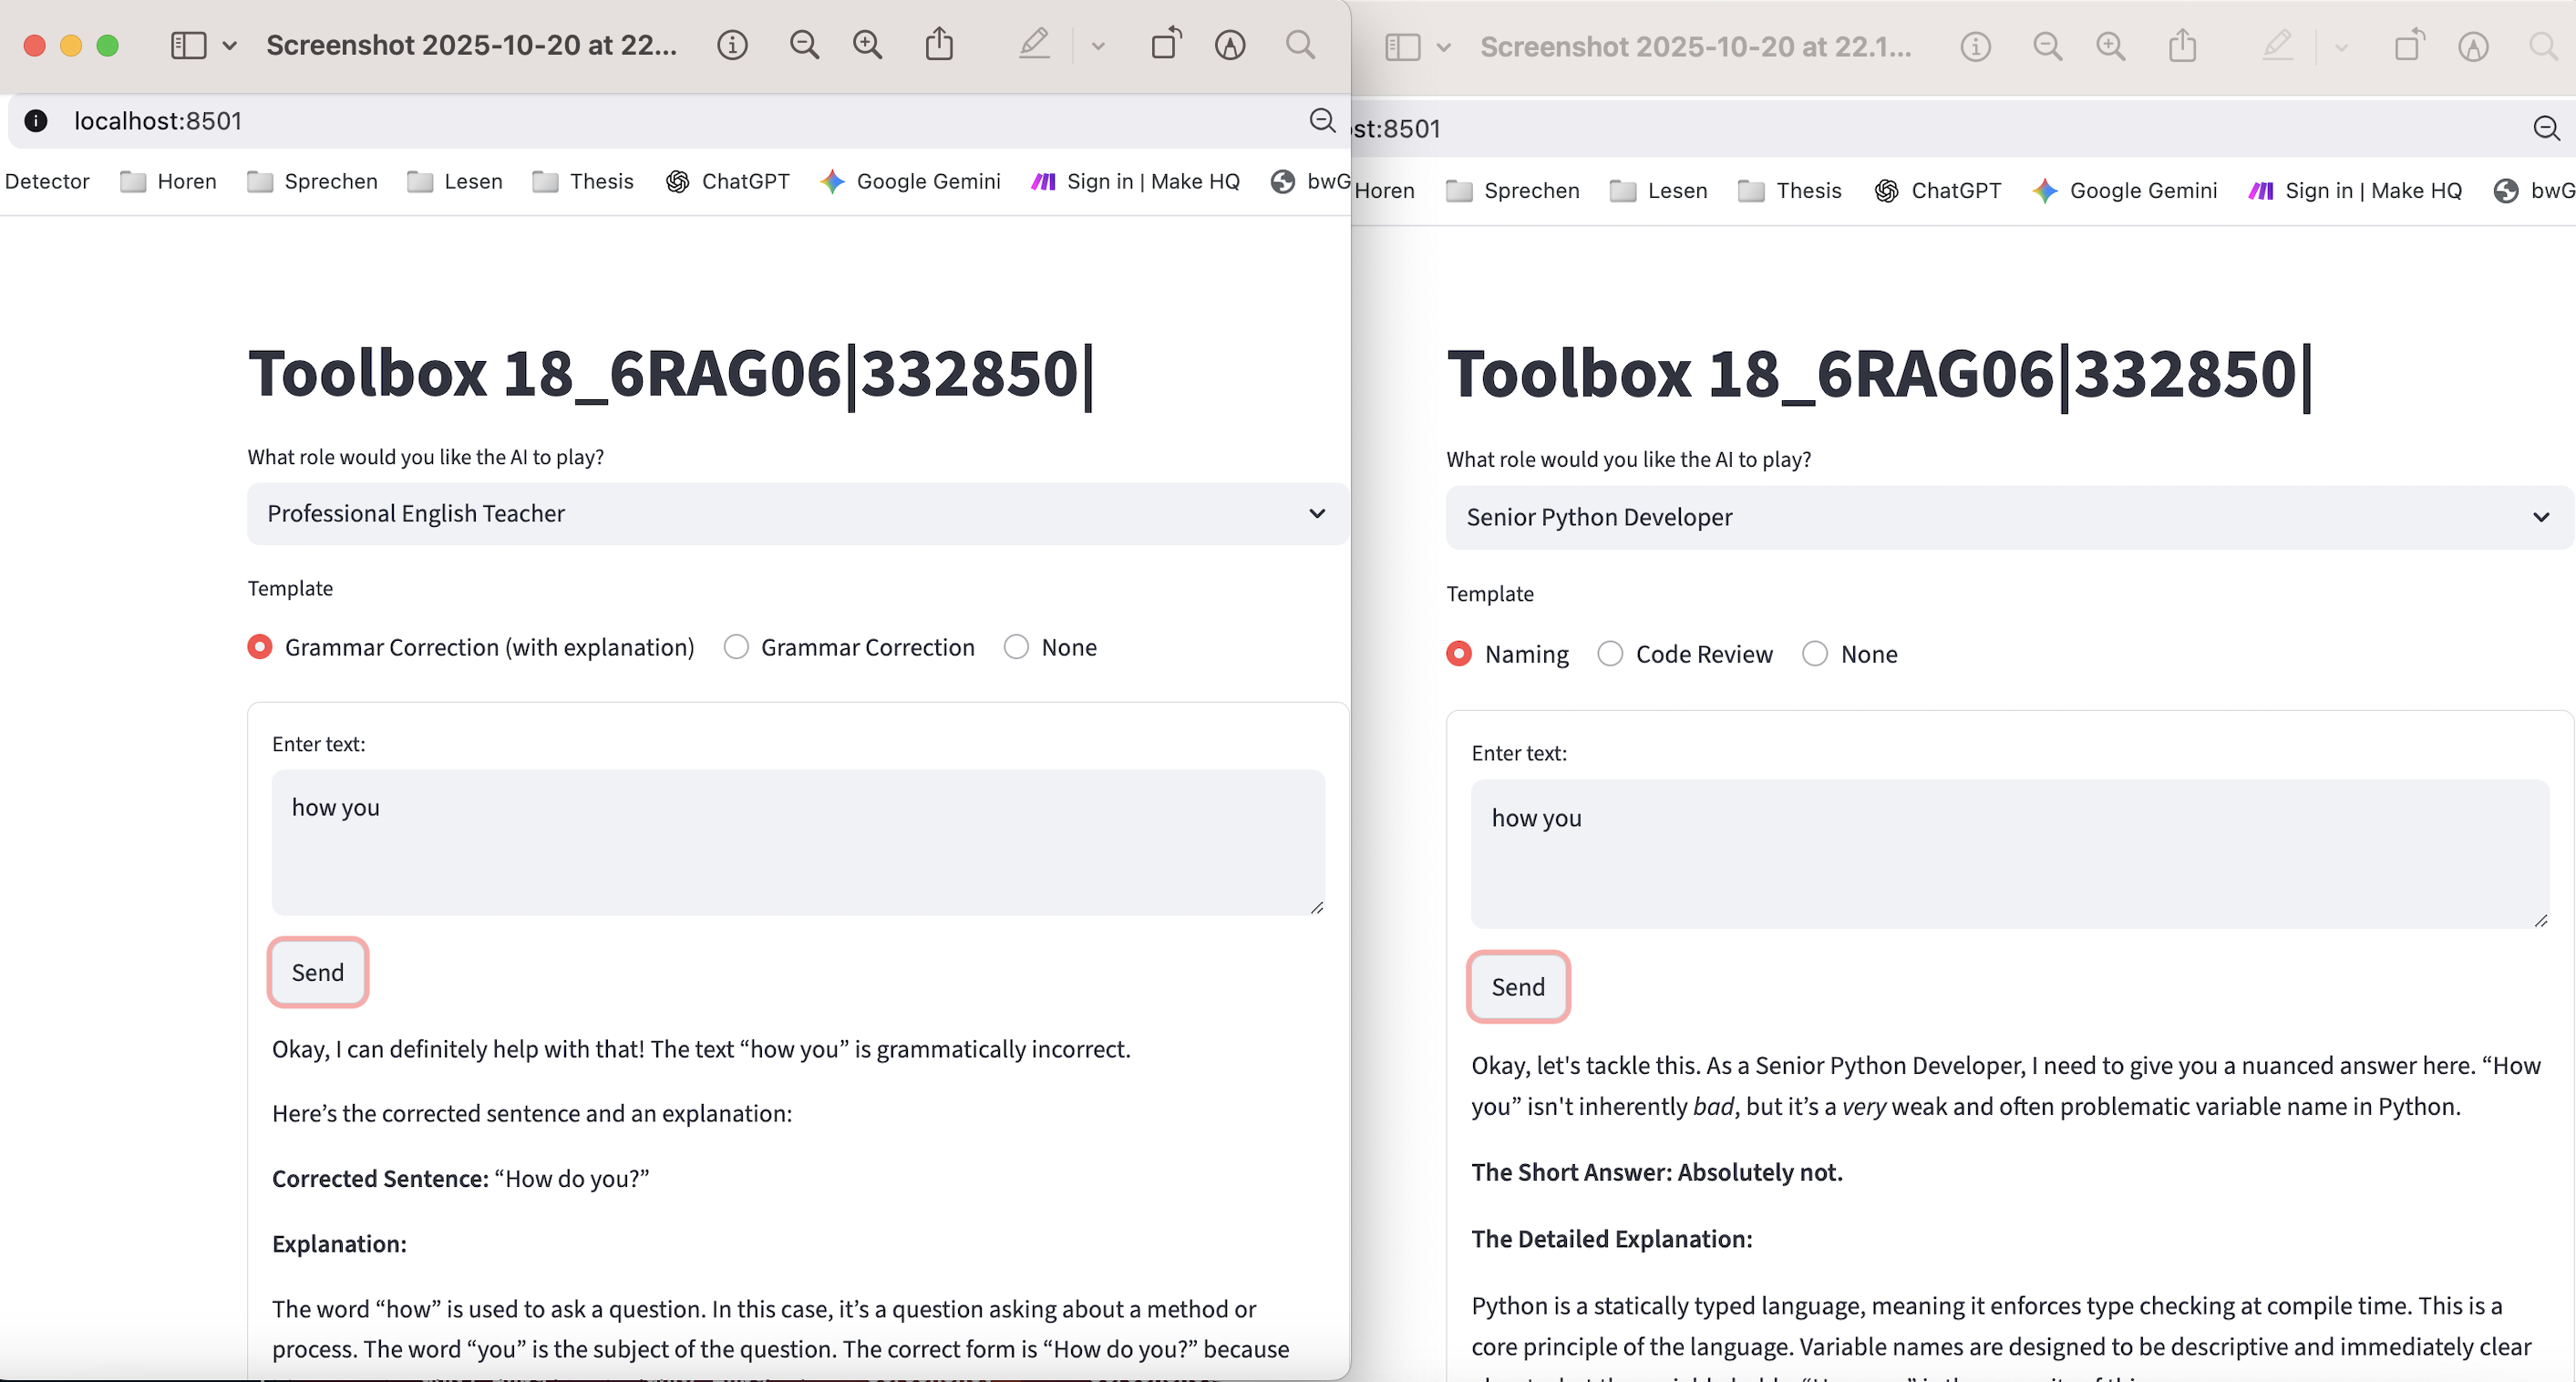 Screenshot 2025-10-20 at 22...
localhost:8501
Detector Horen Sprechen Lesen Thesis ChatGPT Google Gemini Sign in | Make HQ bwG
Toolbox 18_6RAG06|332850|
What role would you like the AI to play?
Professional English Teacher
Template
Grammar Correction (with explanation) Grammar Correction None
Enter text:
how you
Send
Okay, I can definitely help with that! The text “how you” is grammatically incorrect.
Here’s the corrected sentence and an explanation:
Corrected Sentence: “How do you?”
Explanation:
The word “how” is used to ask a question. In this case, it’s a question asking about a method or
process. The word “you” is the subject of the question. The correct form is “How do you?” because
Screenshot 2025-10-20 at 22.1...
st:8501
Horen Sprechen Lesen Thesis ChatGPT Google Gemini Sign in | Make HQ bwG
Toolbox 18_6RAG06|332850|
What role would you like the AI to play?
Senior Python Developer
Template
Naming Code Review None
Enter text:
how you
Send
Okay, let's tackle this. As a Senior Python Developer, I need to give you a nuanced answer here. “How
you” isn't inherently bad, but it’s a very weak and often problematic variable name in Python.
The Short Answer: Absolutely not.
The Detailed Explanation:
Python is a statically typed language, meaning it enforces type checking at compile time. This is a
core principle of the language. Variable names are designed to be descriptive and immediately clear